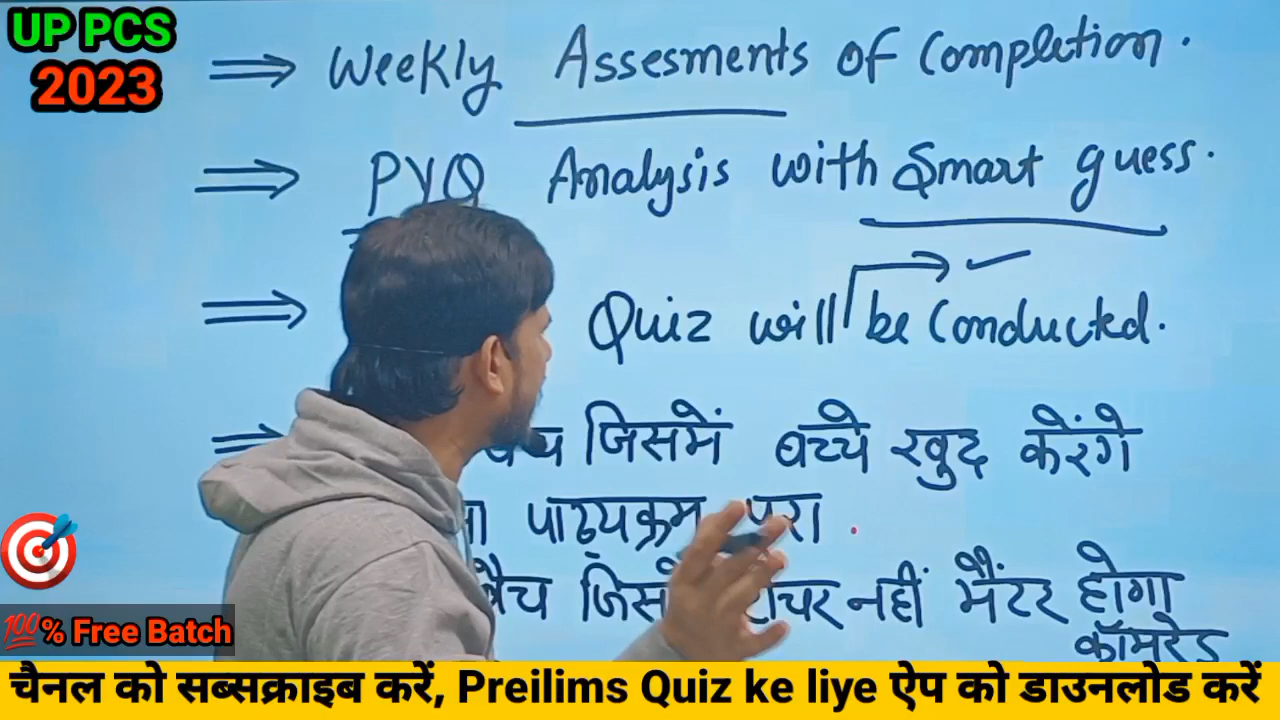 UP PCS
2023
⇒ Weekly Assesments of Completion.
⇒ PYQ Analysis with Smart guess.
⇒ Quiz will be Conducted.
⇒ जिसमें बच्चे खुद करेंगे
पाठ्यक्रम पूरा
बैच नहीं मैंटर होगा
कॉमरेड
💯% Free Batch
चैनल को सब्सक्राइब करें, Preilims Quiz ke liye ऐप को डाउनलोड करें